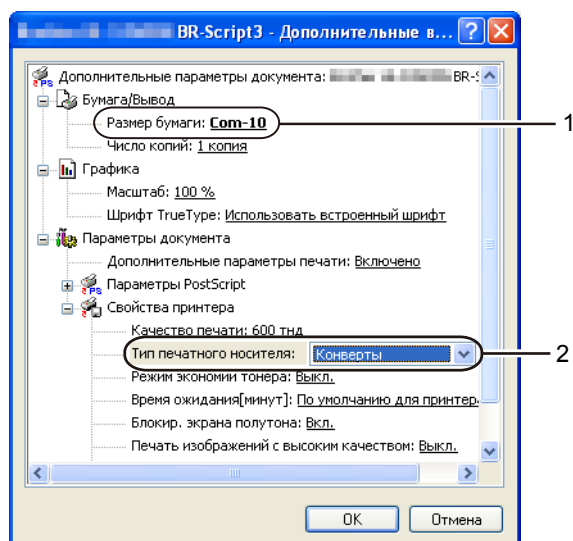 BR-Script3 - Дополнительные в...
Дополнительные параметры документа: BR-
Бумага/Вывод
Размер бумаги: Com-10
1
Число копий: 1 копия
Графика
Масштаб: 100 %
Шрифт TrueType: Использовать встроенный шрифт
Параметры документа
Дополнительные параметры печати: Включено
Параметры PostScript
Свойства принтера
Качество печати: 600 тнд
Тип печатного носителя: Конверты
2
Режим экономии тонера: Выкл.
Время ожидания[минут]: По умолчанию для принтер
Блокир. экрана полутона: Вкл.
Печать изображений с высоким качеством: Выкл.
OK Отмена